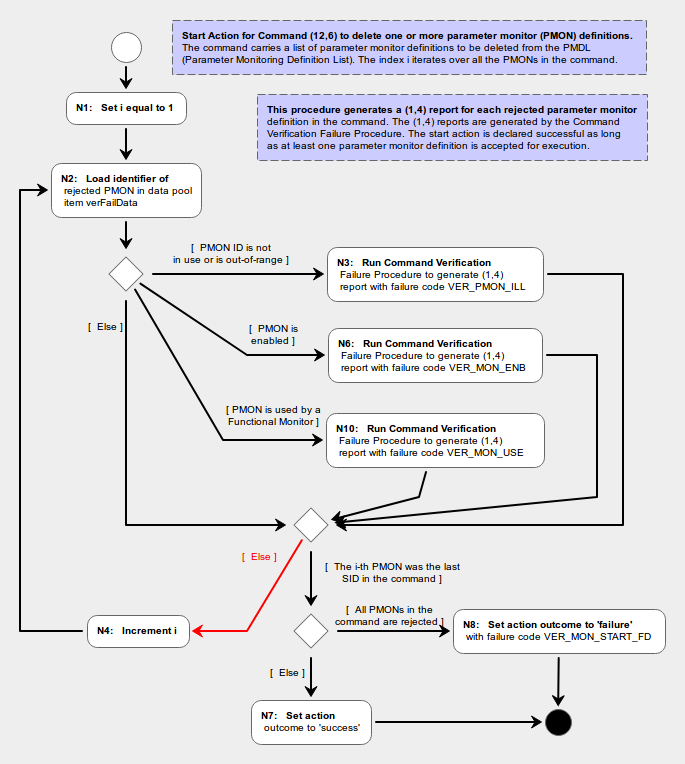 Start Action for Command (12,6) to delete one or more parameter monitor (PMON) definitions.
The command carries a list of parameter monitor definitions to be deleted from the PMDL
(Parameter Monitoring Definition List). The index i iterates over all the PMONs in the command.
N1: Set i equal to 1
This procedure generates a (1,4) report for each rejected parameter monitor
definition in the command. The (1,4) reports are generated by the Command
Verification Failure Procedure. The start action is declared successful as long
as at least one parameter monitor definition is accepted for execution.
N2: Load identifier of
rejected PMON in data pool
item verFailData
[ PMON ID is not
in use or is out-of-range ]
N3: Run Command Verification
Failure Procedure to generate (1,4)
report with failure code VER_PMON_ILL
[ Else ]
[ PMON is
enabled ]
N6: Run Command Verification
Failure Procedure to generate (1,4)
report with failure code VER_MON_ENB
[ PMON is used by a
Functional Monitor ]
N10: Run Command Verification
Failure Procedure to generate (1,4)
report with failure code VER_MON_USE
[ Else ]
[ The i-th PMON was the last
SID in the command ]
N4: Increment i
[ All PMONs in the
command are rejected ]
N8: Set action outcome to 'failure'
with failure code VER_MON_START_FD
[ Else ]
N7: Set action
outcome to 'success'